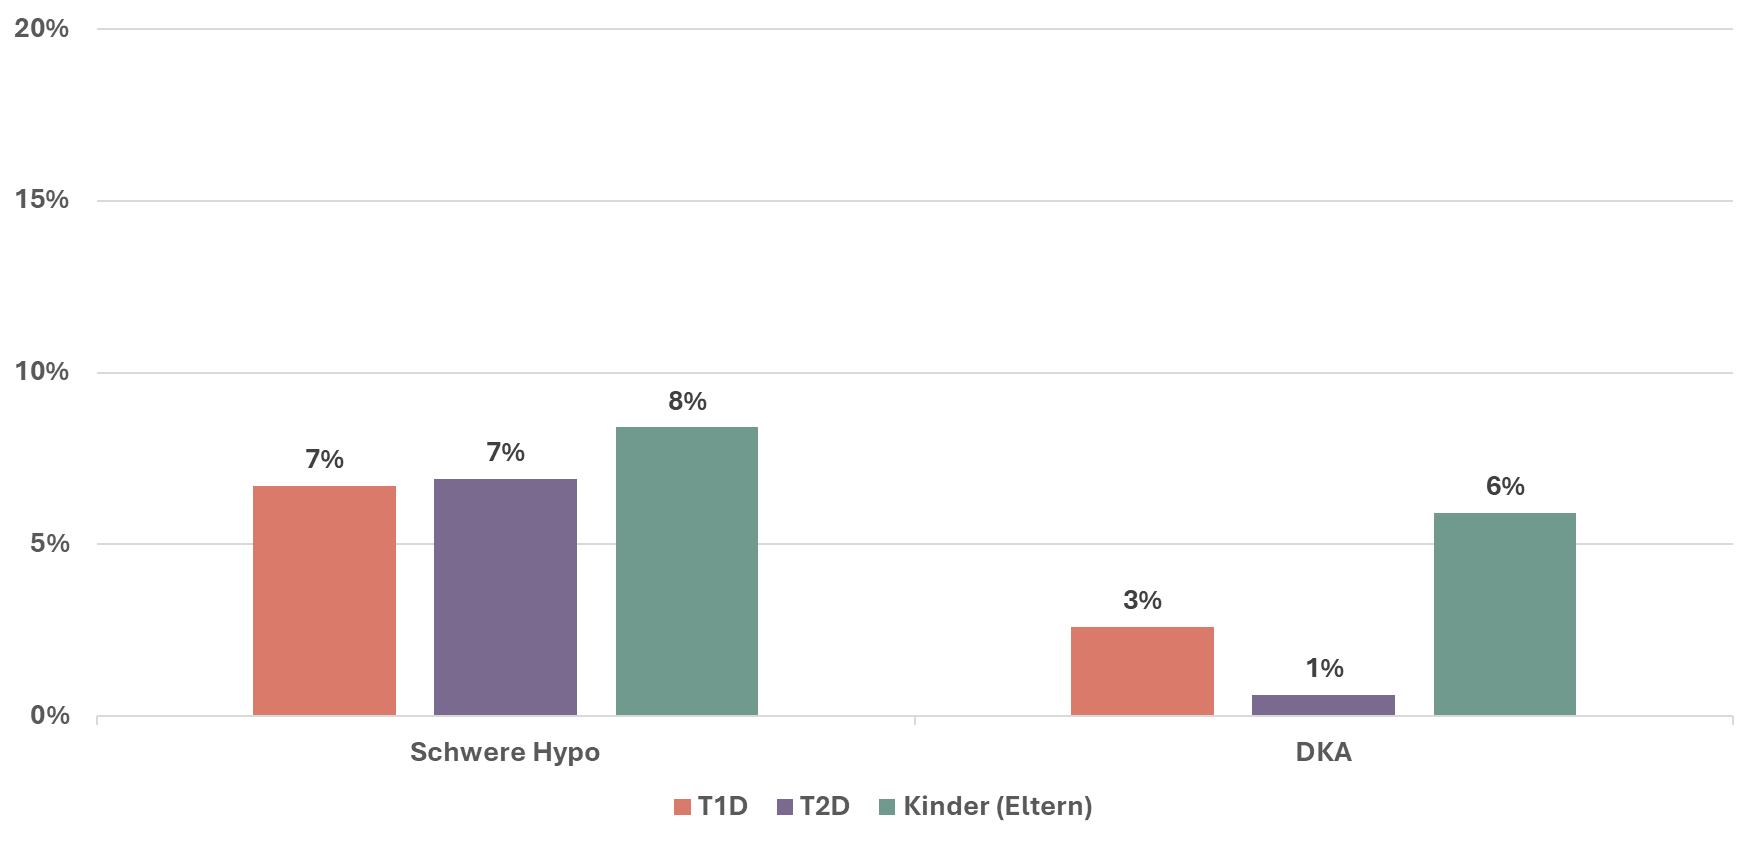 20%
15%
10%
5%
0%
7%
7%
8%
3%
1%
6%
Schwere Hypo
DKA
T1D
T2D
Kinder (Eltern)